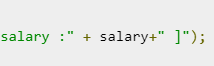 salary :" + salary+" ]");